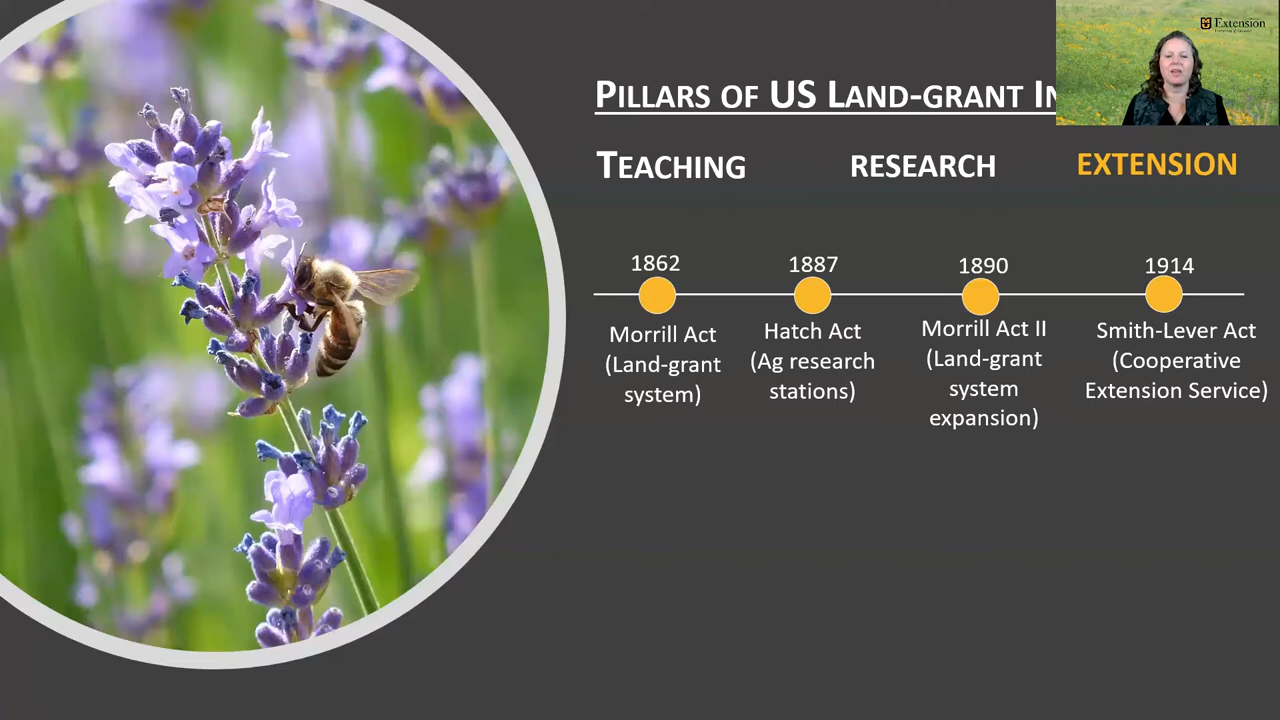 Extension
PILLARS OF US LAND-GRANT IN
TEACHING
RESEARCH
EXTENSION
1862
1887
1890
1914
Morrill Act
(Land-grant
system)
Hatch Act
(Ag research
stations)
Morrill Act II
(Land-grant
system
expansion)
Smith-Lever Act
(Cooperative
Extension Service)